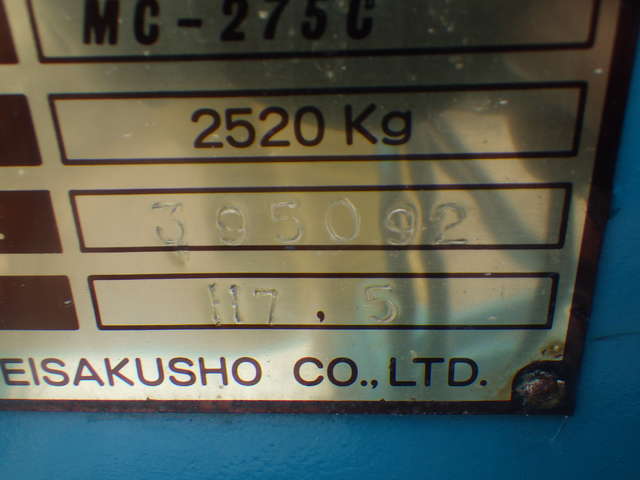 MC-275C
2520 Kg
395092
117.5
EISAKUSHO CO., LTD.